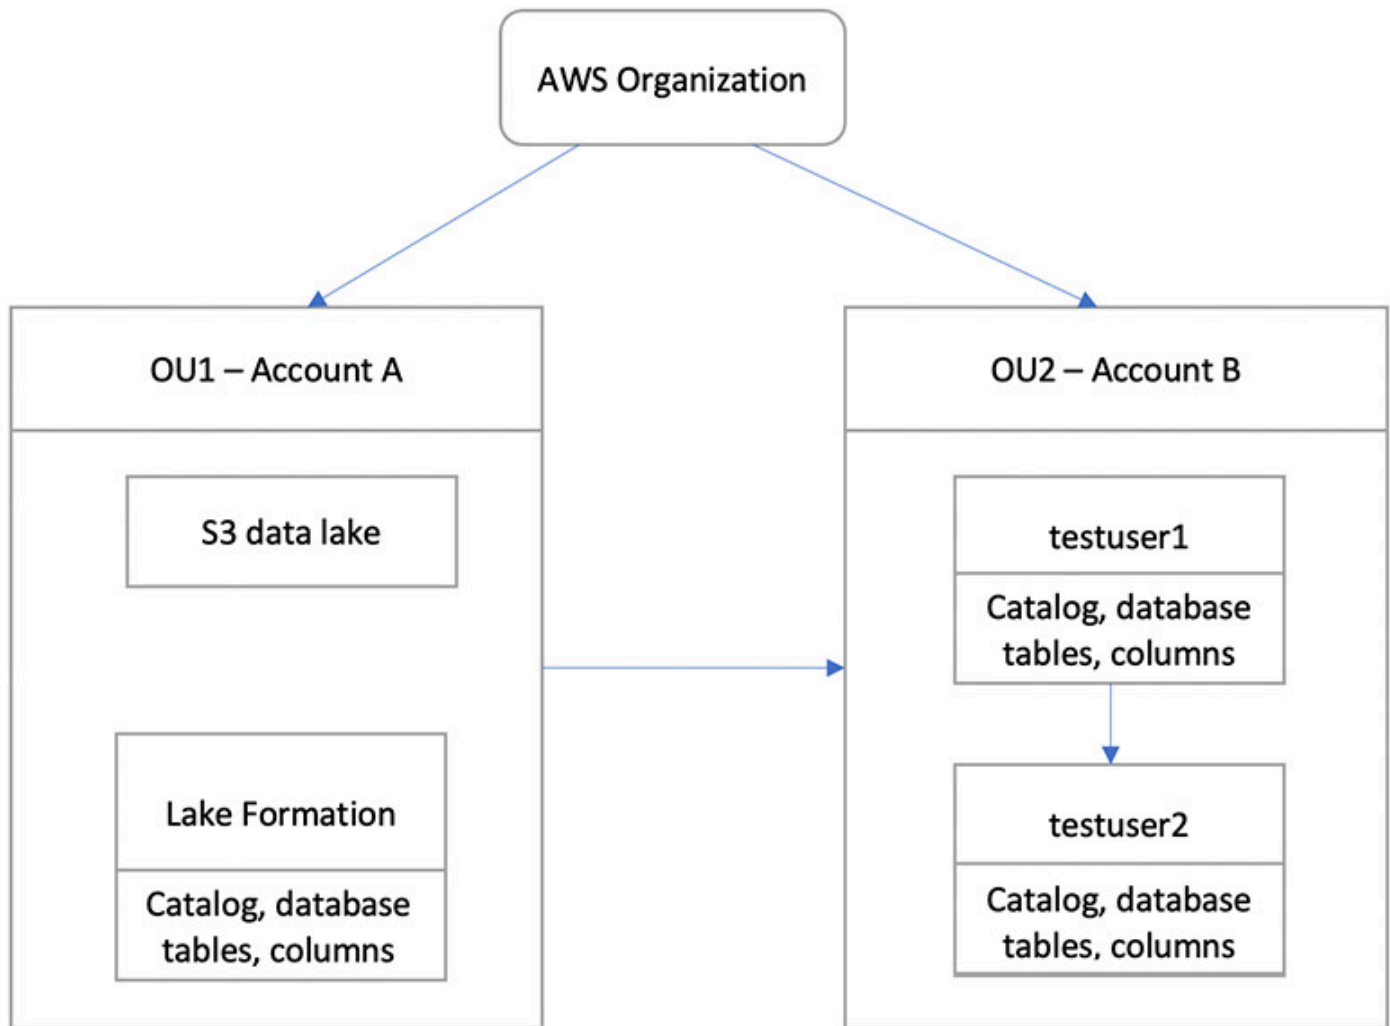 AWS Organization
OU1 – Account A
S3 data lake
Lake Formation
Catalog, database
tables, columns
OU2 – Account B
testuser1
Catalog, database
tables, columns
testuser2
Catalog, database
tables, columns